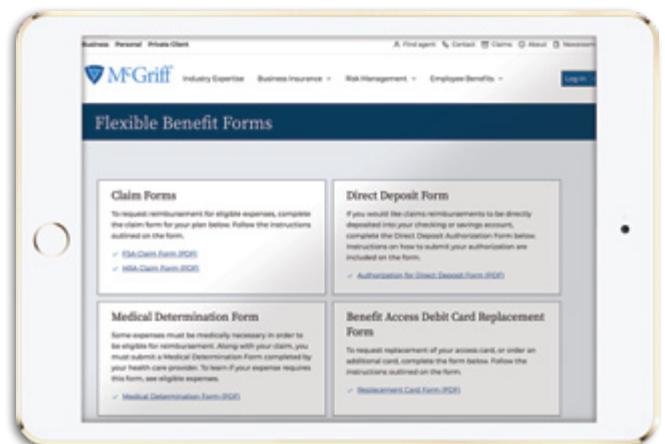 Business Personal Private Client
Find agent Contact Claims About Newsroom
McGriff Industry Expertise Business Insurance Risk Management Employee Benefits Log in
Flexible Benefit Forms
Claim Forms
To request reimbursement for eligible expenses, complete
the claim form for your plan below. Follow the instructions
outlined on the form.
FSA Claim Form (PDF)
HRA Claim Form (PDF)
Direct Deposit Form
If you would like claims reimbursements to be directly
deposited into your checking or savings account,
complete the Direct Deposit Authorization Form below.
Instructions on how to submit your authorization are
included on the form.
Authorization for Direct Deposit Form (PDF)
Medical Determination Form
Some expenses must be medically necessary in order to
be eligible for reimbursement. Along with your claim, you
must submit a Medical Determination Form completed by
your health care provider. To learn if your expense requires
this form, see eligible expenses.
Medical Determination Form (PDF)
Benefit Access Debit Card Replacement
Form
To request replacement of your access card, or order an
additional card, complete the form below. Follow the
instructions outlined on the form.
Replacement Card Form (PDF)